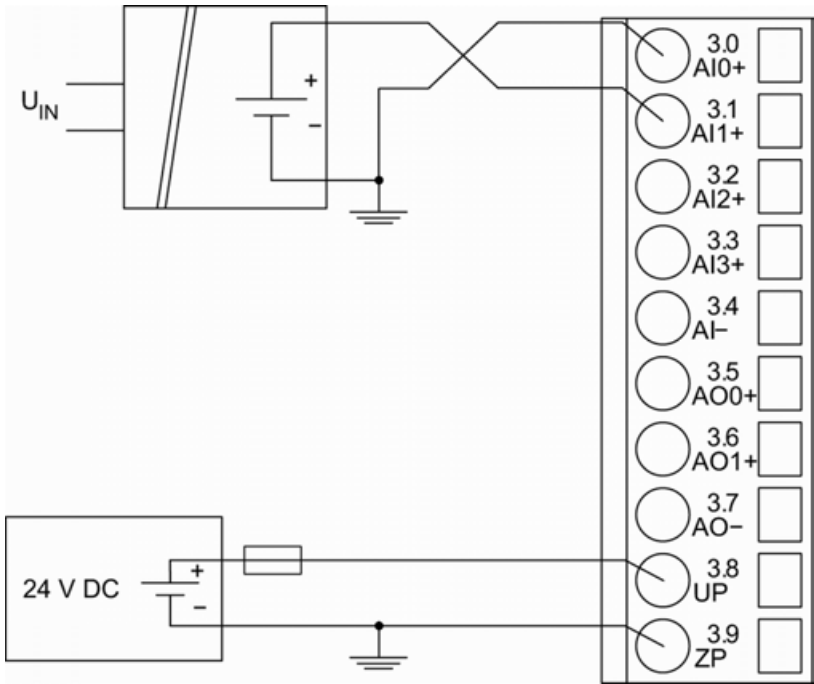 U_IN
+
−
3.0
AI0+
3.1
AI1+
3.2
AI2+
3.3
AI3+
3.4
AI−
3.5
AO0+
3.6
AO1+
3.7
AO−
24 V DC
+
−
3.8
UP
3.9
ZP